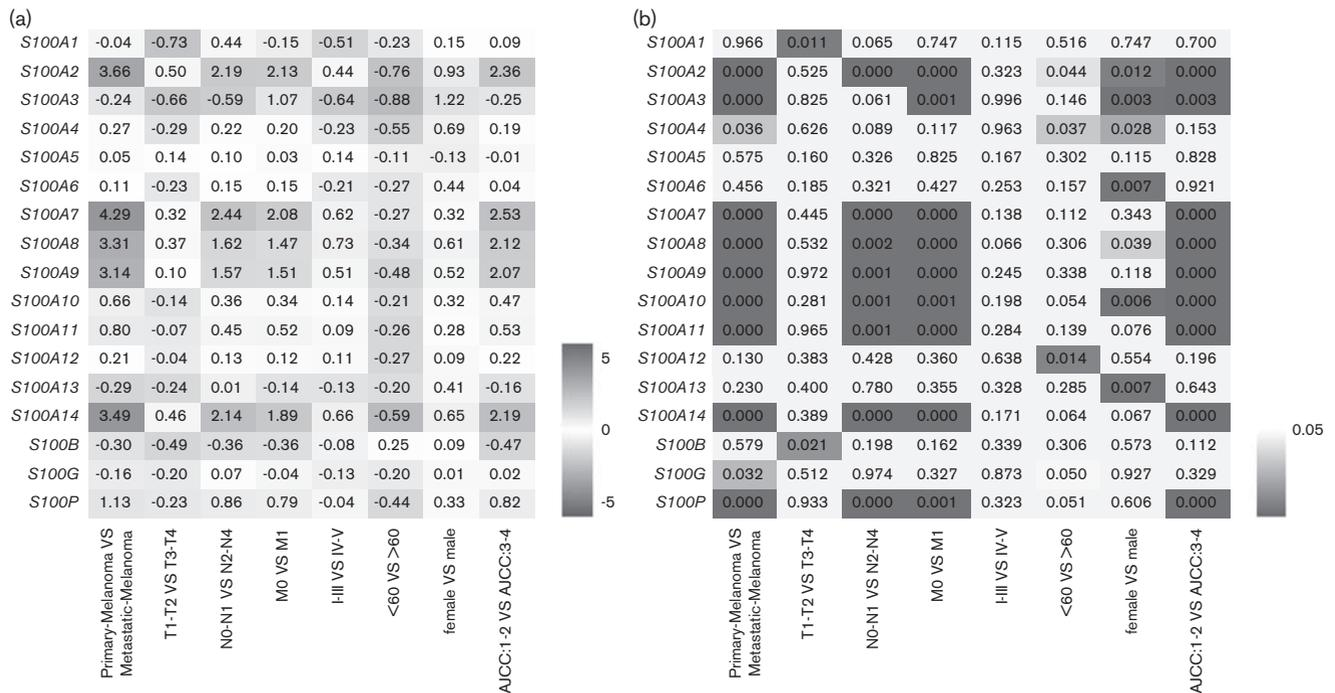 (a)
S100A1 -0.04 -0.73 0.44 -0.15 -0.51 -0.23 0.15 0.09
S100A2 3.66 0.50 2.19 2.13 0.44 -0.76 0.93 2.36
S100A3 -0.24 -0.66 -0.59 1.07 -0.64 -0.88 1.22 -0.25
S100A4 0.27 -0.29 0.22 0.20 -0.23 -0.55 0.69 0.19
S100A5 0.05 0.14 0.10 0.03 0.14 -0.11 -0.13 -0.01
S100A6 0.11 -0.23 0.15 0.15 -0.21 -0.27 0.44 0.04
S100A7 4.29 0.32 2.44 2.08 0.62 -0.27 0.32 2.53
S100A8 3.31 0.37 1.62 1.47 0.73 -0.34 0.61 2.12
S100A9 3.14 0.10 1.57 1.51 0.51 -0.48 0.52 2.07
S100A10 0.66 -0.14 0.36 0.34 0.14 -0.21 0.32 0.47
S100A11 0.80 -0.07 0.45 0.52 0.09 -0.26 0.28 0.53
S100A12 0.21 -0.04 0.13 0.12 0.11 -0.27 0.09 0.22
S100A13 -0.29 -0.24 0.01 -0.14 -0.13 -0.20 0.41 -0.16
S100A14 3.49 0.46 2.14 1.89 0.66 -0.59 0.65 2.19
S100B -0.30 -0.49 -0.36 -0.36 -0.08 0.25 0.09 -0.47
S100G -0.16 -0.20 0.07 -0.04 -0.13 -0.20 0.01 0.02
S100P 1.13 -0.23 0.86 0.79 -0.04 -0.44 0.33 0.82
Primary-Melanoma VS
Metastatic-Melanoma
T1-T2 VS T3-T4
N0-N1 VS N2-N4
M0 VS M1
I-III VS IV-V
<60 VS >60
female VS male
AJCC:1-2 VS AJCC:3-4
5
0
-5
(b)
S100A1 0.966 0.011 0.065 0.747 0.115 0.516 0.747 0.700
S100A2 0.000 0.525 0.000 0.000 0.323 0.044 0.012 0.000
S100A3 0.000 0.825 0.061 0.001 0.996 0.146 0.003 0.003
S100A4 0.036 0.626 0.089 0.117 0.963 0.037 0.028 0.153
S100A5 0.575 0.160 0.326 0.825 0.167 0.302 0.115 0.828
S100A6 0.456 0.185 0.321 0.427 0.253 0.157 0.007 0.921
S100A7 0.000 0.445 0.000 0.000 0.138 0.112 0.343 0.000
S100A8 0.000 0.532 0.002 0.000 0.066 0.306 0.039 0.000
S100A9 0.000 0.972 0.001 0.000 0.245 0.338 0.118 0.000
S100A10 0.000 0.281 0.001 0.001 0.198 0.054 0.006 0.000
S100A11 0.000 0.965 0.001 0.000 0.284 0.139 0.076 0.000
S100A12 0.130 0.383 0.428 0.360 0.638 0.014 0.554 0.196
S100A13 0.230 0.400 0.780 0.355 0.328 0.285 0.007 0.643
S100A14 0.000 0.389 0.000 0.000 0.171 0.064 0.067 0.000
S100B 0.579 0.021 0.198 0.162 0.339 0.306 0.573 0.112
S100G 0.032 0.512 0.974 0.327 0.873 0.050 0.927 0.329
S100P 0.000 0.933 0.000 0.001 0.323 0.051 0.606 0.000
Primary-Melanoma VS
Metastatic-Melanoma
T1-T2 VS T3-T4
N0-N1 VS N2-N4
M0 VS M1
I-III VS IV-V
<60 VS >60
female VS male
AJCC:1-2 VS AJCC:3-4
0.05